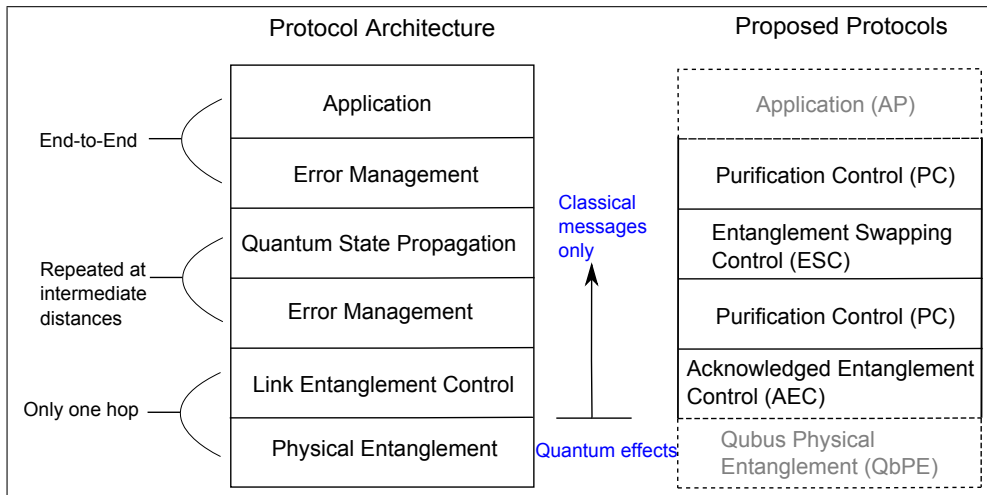 Protocol Architecture
Proposed Protocols
Application
Application (AP)
End-to-End
Error Management
Purification Control (PC)
Classical
messages
only
Quantum State Propagation
Entanglement Swapping
Control (ESC)
Repeated at
intermediate
distances
Error Management
Purification Control (PC)
Link Entanglement Control
Acknowledged Entanglement
Control (AEC)
Only one hop
Physical Entanglement
Quantum effects
Qubus Physical
Entanglement (QbPE)